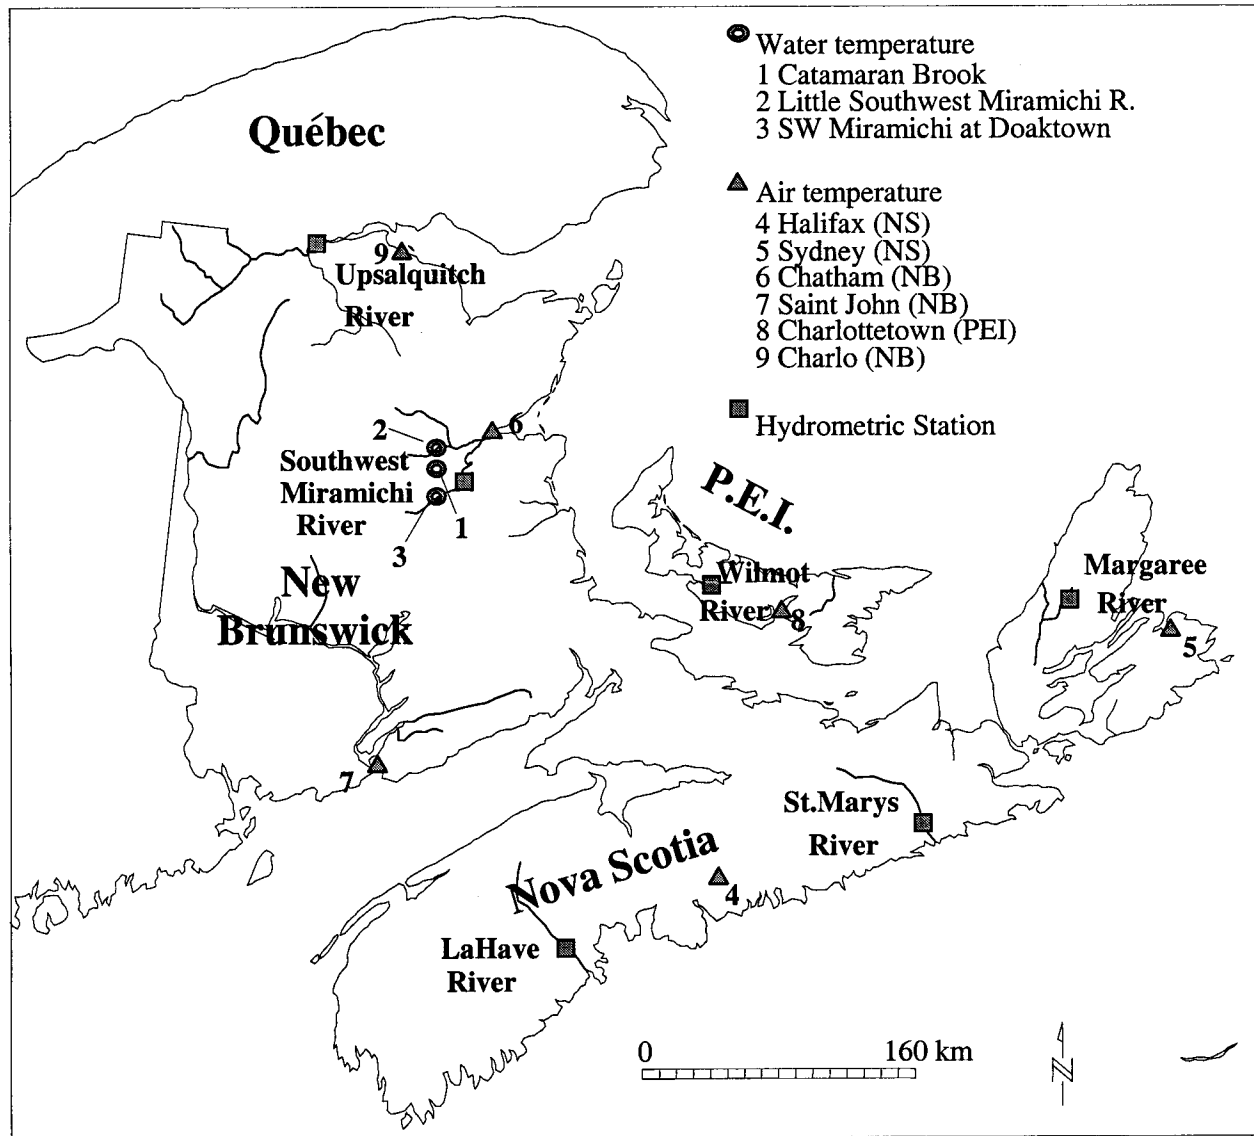 Water temperature
1 Catamaran Brook
2 Little Southwest Miramichi R.
3 SW Miramichi at Doaktown
Air temperature
4 Halifax (NS)
5 Sydney (NS)
6 Chatham (NB)
7 Saint John (NB)
8 Charlottetown (PEI)
9 Charlo (NB)
Hydrometric Station
Québec
9
Upsalquitch
River
6
2
Southwest
Miramichi
River
1
3
New
Brunswick
7
P.E.I.
Wilmot
River
8
Margaree
River
5
St.Marys
River
Nova Scotia
4
LaHave
River
0 160 km
N